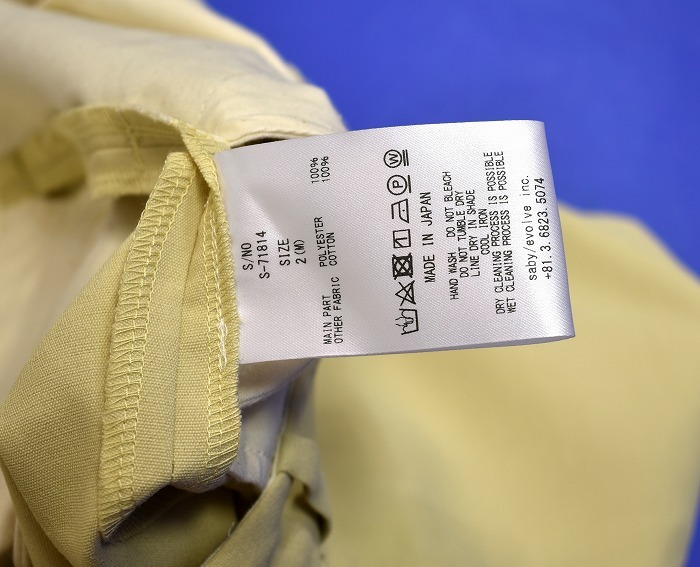 S/NO
S-71814
SIZE
2(M)
MAIN PART POLYESTER 100%
OTHER FABRIC COTTON 100%
MADE IN JAPAN
HAND WASH DO NOT BLEACH
DO NOT TUMBLE DRY
LINE DRY IN SHADE
COOL IRON
DRY CLEANING PROCESS IS POSSIBLE
WET CLEANING PROCESS IS POSSIBLE
saby/evolve inc.
+81.3.6823.5074